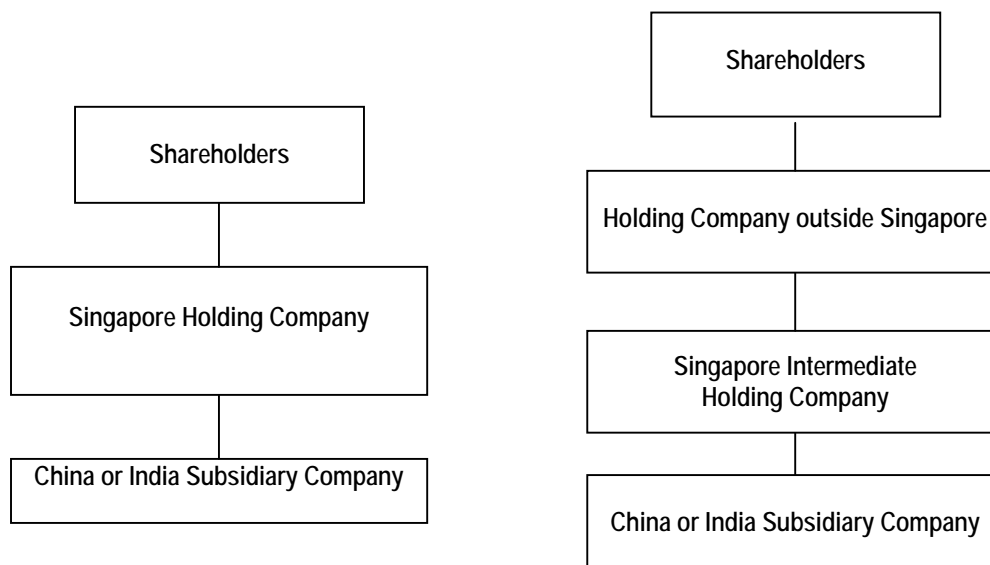 Shareholders
Singapore Holding Company
China or India Subsidiary Company
Shareholders
Holding Company outside Singapore
Singapore Intermediate
Holding Company
China or India Subsidiary Company